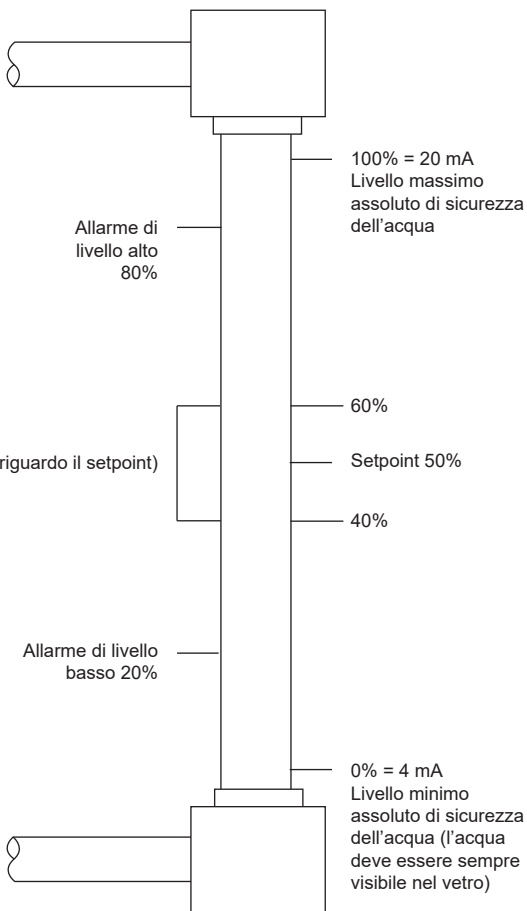 100% = 20 mA
Livello massimo
assoluto di sicurezza
dell'acqua
Allarme di
livello alto
80%
60%
riguardo il setpoint)
Setpoint 50%
40%
Allarme di livello
basso 20%
0% = 4 mA
Livello minimo
assoluto di sicurezza
dell'acqua (l'acqua
deve essere sempre
visibile nel vetro)